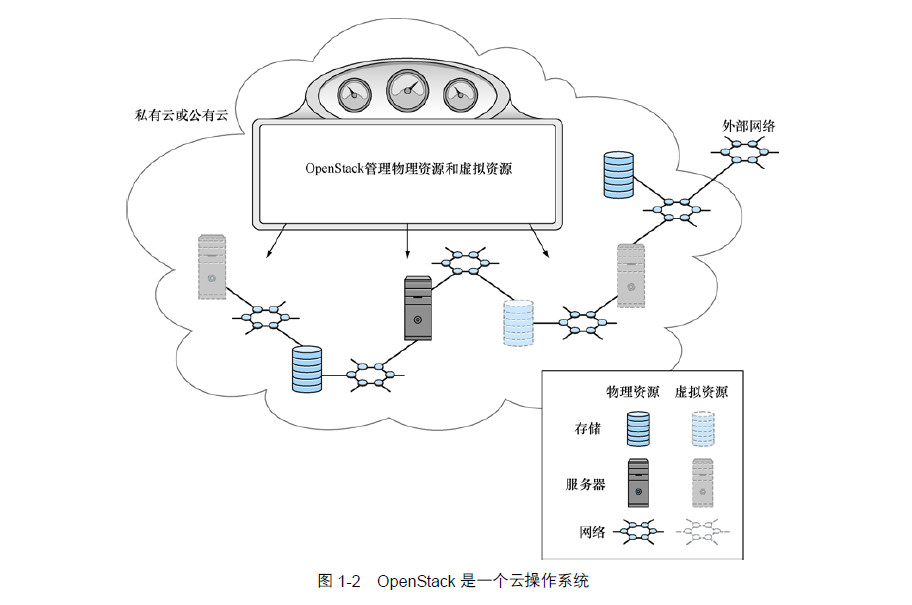 私有云或公有云
外部网络
OpenStack管理物理资源和虚拟资源
物理资源 虚拟资源
存储
服务器
网络
图 1-2 OpenStack 是一个云操作系统